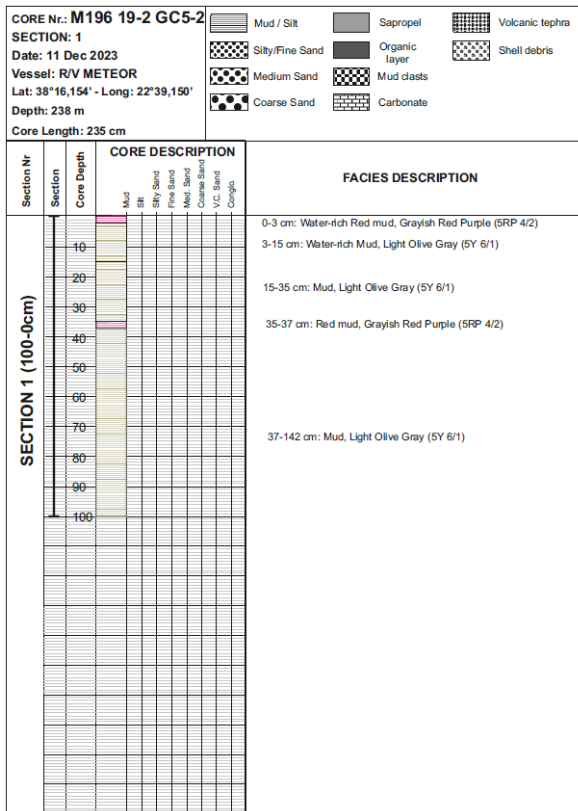 CORE Nr.: M196 19-2 GC5-2
SECTION: 1
Date: 11 Dec 2023
Vessel: R/V METEOR
Lat: 38°16,154' - Long: 22°39,150'
Depth: 238 m
Core Length: 235 cm
Mud / Silt
Silty/Fine Sand
Medium Sand
Coarse Sand
Sapropel
Organic
layer
Mud clasts
Carbonate
Volcanic tephra
Shell debris
Section Nr
Section
Core Depth
CORE DESCRIPTION
Mud
Silt
Silty Sand
Fine Sand
Med. Sand
Coarse Sand
V.C. Sand
Conglo.
FACIES DESCRIPTION
SECTION 1 (100-0cm)
10
20
30
40
50
60
70
80
90
100
0-3 cm: Water-rich Red mud, Grayish Red Purple (5RP 4/2)
3-15 cm: Water-rich Mud, Light Olive Gray (5Y 6/1)
15-35 cm: Mud, Light Olive Gray (5Y 6/1)
35-37 cm: Red mud, Grayish Red Purple (5RP 4/2)
37-142 cm: Mud, Light Olive Gray (5Y 6/1)